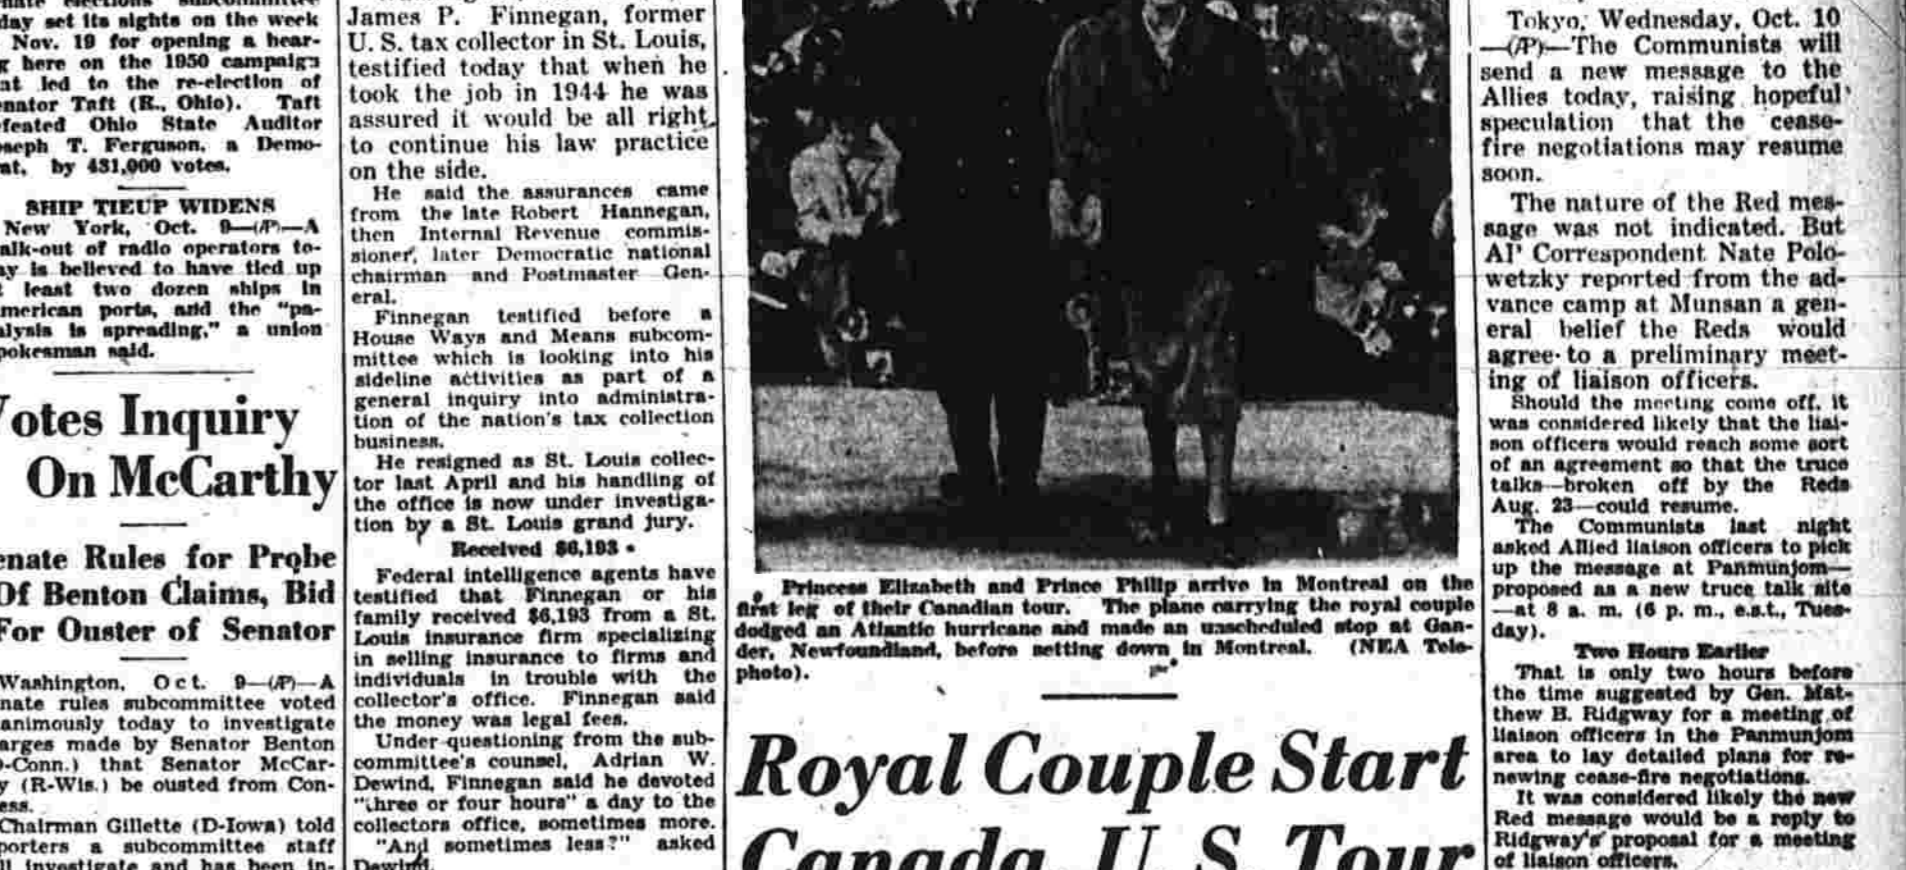 day set its sights on the week
Nov. 19 for opening a hear-
here on the 1950 campaign
led to the re-election of
Taft (R., Ohio). Taft
Ohio State Auditor
T. Ferguson, a Demo-
by 431,000 votes.
SHIP TIEUP WIDENS
New York, Oct. 9—(AP)—A
of radio operators to-
is believed to have tied up
least two dozen ships in
ports, and the "pa-
is spreading," a union
said.
Inquiry
On McCarthy
Rules for Probe
Of Benton Claims, Bid
For Ouster of Senator
Washington, Oct. 9—(AP)—A
rules subcommittee voted
today to investigate
made by Senator Benton
that Senator McCar-
(R-Wis.) be ousted from Con-
Chairman Gillette (D-Iowa) told
a subcommittee staff
investigate and has been in-
James P. Finnegan, former
U. S. tax collector in St. Louis,
testified today that when he
took the job in 1944 he was
assured it would be all right
to continue his law practice
on the side.
He said the assurances came
from the late Robert Hannegan,
then Internal Revenue commis-
sioner, later Democratic national
chairman and Postmaster Gen-
eral.
Finnegan testified before a
House Ways and Means subcom-
mittee which is looking into his
sideline activities as part of a
general inquiry into administra-
tion of the nation's tax collection
business.
He resigned as St. Louis collec-
tor last April and his handling of
the office is now under investiga-
tion by a St. Louis grand jury.
Received $6,193
Federal intelligence agents have
testified that Finnegan or his
family received $6,193 from a St.
Louis insurance firm specializing
in selling insurance to firms and
individuals in trouble with the
collector's office. Finnegan said
the money was legal fees.
Under questioning from the sub-
committee's counsel, Adrian W.
Dewind, Finnegan said he devoted
"three or four hours" a day to the
collectors office, sometimes more.
"And sometimes less?" asked
Dewind.
Princess Elizabeth and Prince Philip arrive in Montreal on the
first leg of their Canadian tour. The plane carrying the royal couple
dodged an Atlantic hurricane and made an unscheduled stop at Gan-
der, Newfoundland, before setting down in Montreal. (NEA Tele-
photo).
Royal Couple Start
Canada, U. S. Tour
Tokyo, Wednesday, Oct. 10
—(AP)—The Communists will
send a new message to the
Allies today, raising hopeful
speculation that the cease-
fire negotiations may resume
soon.
The nature of the Red mes-
sage was not indicated. But
AP Correspondent Nate Polo-
wetzky reported from the ad-
vance camp at Munsan a gen-
eral belief the Reds would
agree to a preliminary meet-
ing of liaison officers.
Should the meeting come off, it
was considered likely that the liai-
son officers would reach some sort
of an agreement so that the truce
talks—broken off by the Reds
Aug. 23—could resume.
The Communists last night
asked Allied liaison officers to pick
up the message at Panmunjom—
proposed as a new truce talk site
—at 8 a. m. (6 p. m., e.s.t., Tues-
day).
Two Hours Earlier
That is only two hours before
the time suggested by Gen. Mat-
thew B. Ridgway for a meeting of
liaison officers in the Panmunjom
area to lay detailed plans for re-
newing cease-fire negotiations.
It was considered likely the new
Red message would be a reply to
Ridgway's proposal for a meeting
of liaison officers.